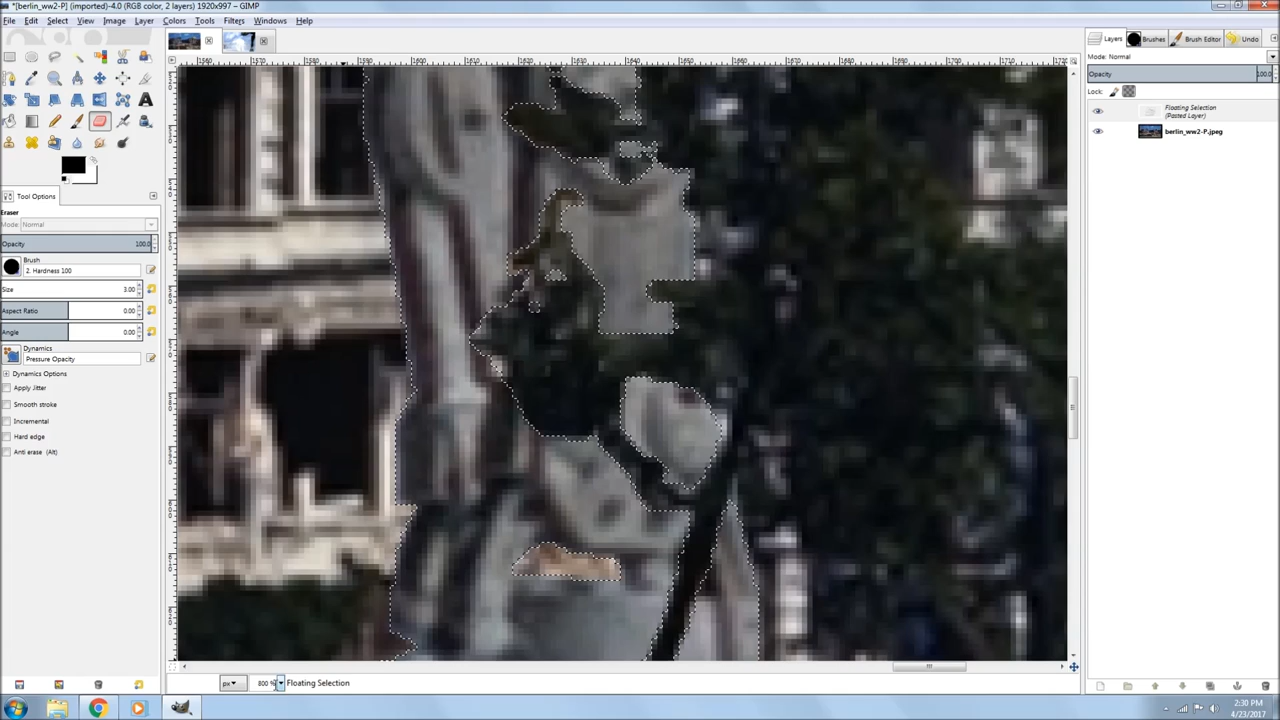 *[berlin_ww2-P] (imported)-4.0 (RGB color, 2 layers) 1920x997 – GIMP
File Edit Select View Image Layer Colors Tools Filters Windows Help
Tool Options
Eraser
Mode: Normal
Opacity 100.0
Brush
2. Hardness 100
Size 3.00
Aspect Ratio 0.00
Angle 0.00
Dynamics
Pressure Opacity
Dynamics Options
Apply Jitter
Smooth stroke
Incremental
Hard edge
Anti erase (Alt)
px 800 % Floating Selection
Layers Brushes Brush Editor Undo
Mode: Normal
Opacity 100.0
Lock:
Floating Selection
(Pasted Layer)
berlin_ww2-P.jpeg
2:30 PM
4/23/2017